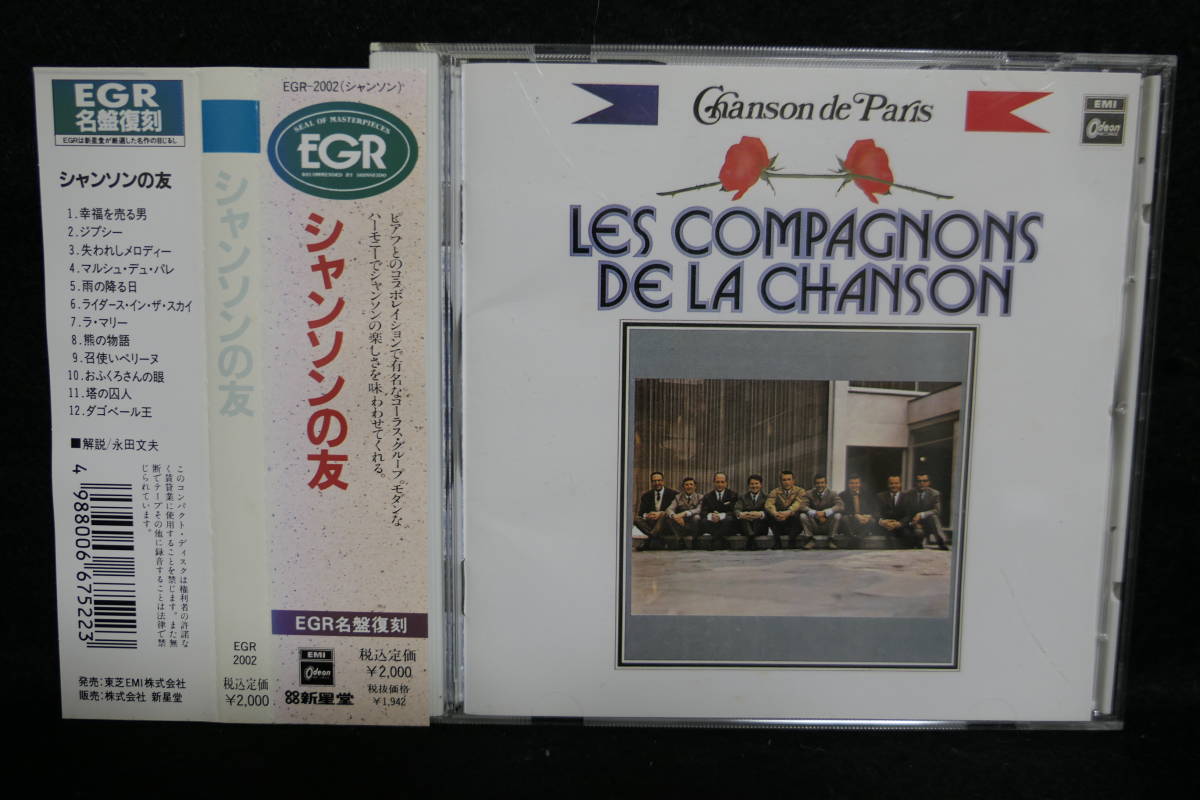 EGR
名盤復刻
EGRは新星堂が厳選した名作の目じるし
シャンソンの友
1.幸福を売る男
2.ジプシー
3.失われしメロディー
4.マルシュ・デュ・パレ
5.雨の降る日
6.ライダース・イン・ザ・スカイ
7.ラ・マリー
8.熊の物語
9.召使いペリーヌ
10.おふくろさんの眼
11.塔の囚人
12.ダゴベール王
■解説/永田文夫
このコンパクト・ディスクは権利者の許諾な
く賃貸業に使用することを禁じます。また無
断でテープその他に録音することは法律で禁
じられています。
4 988006 675223
発売:東芝EMI株式会社
販売:株式会社 新星堂
シャンソンの友
EGR
2002
税込定価
¥2,000
EGR-2002(シャンソン)
SEAL OF MASTERPIECES
EGR
RECOMMENDED BY SHINSEIDO
ピアフとのコラボレイションで有名なコーラス・グループ。モダンな
ハーモニーでシャンソンの楽しさを味わわせてくれる。
シャンソンの友
EGR名盤復刻
EMI
Odeon
新星堂
税込定価
¥2,000
税抜価格
¥1,942
Chanson de Paris
EMI
Odeon
RECORDS
LES COMPAGNONS
DE LA CHANSON